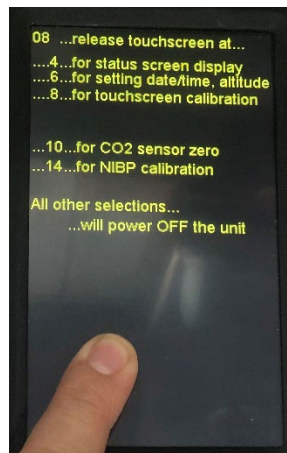 08 ...release touchscreen at...
....4...for status screen display
....6...for setting date/time, altitude
....8...for touchscreen calibration
...10...for CO2 sensor zero
...14...for NIBP calibration
All other selections...
...will power OFF the unit